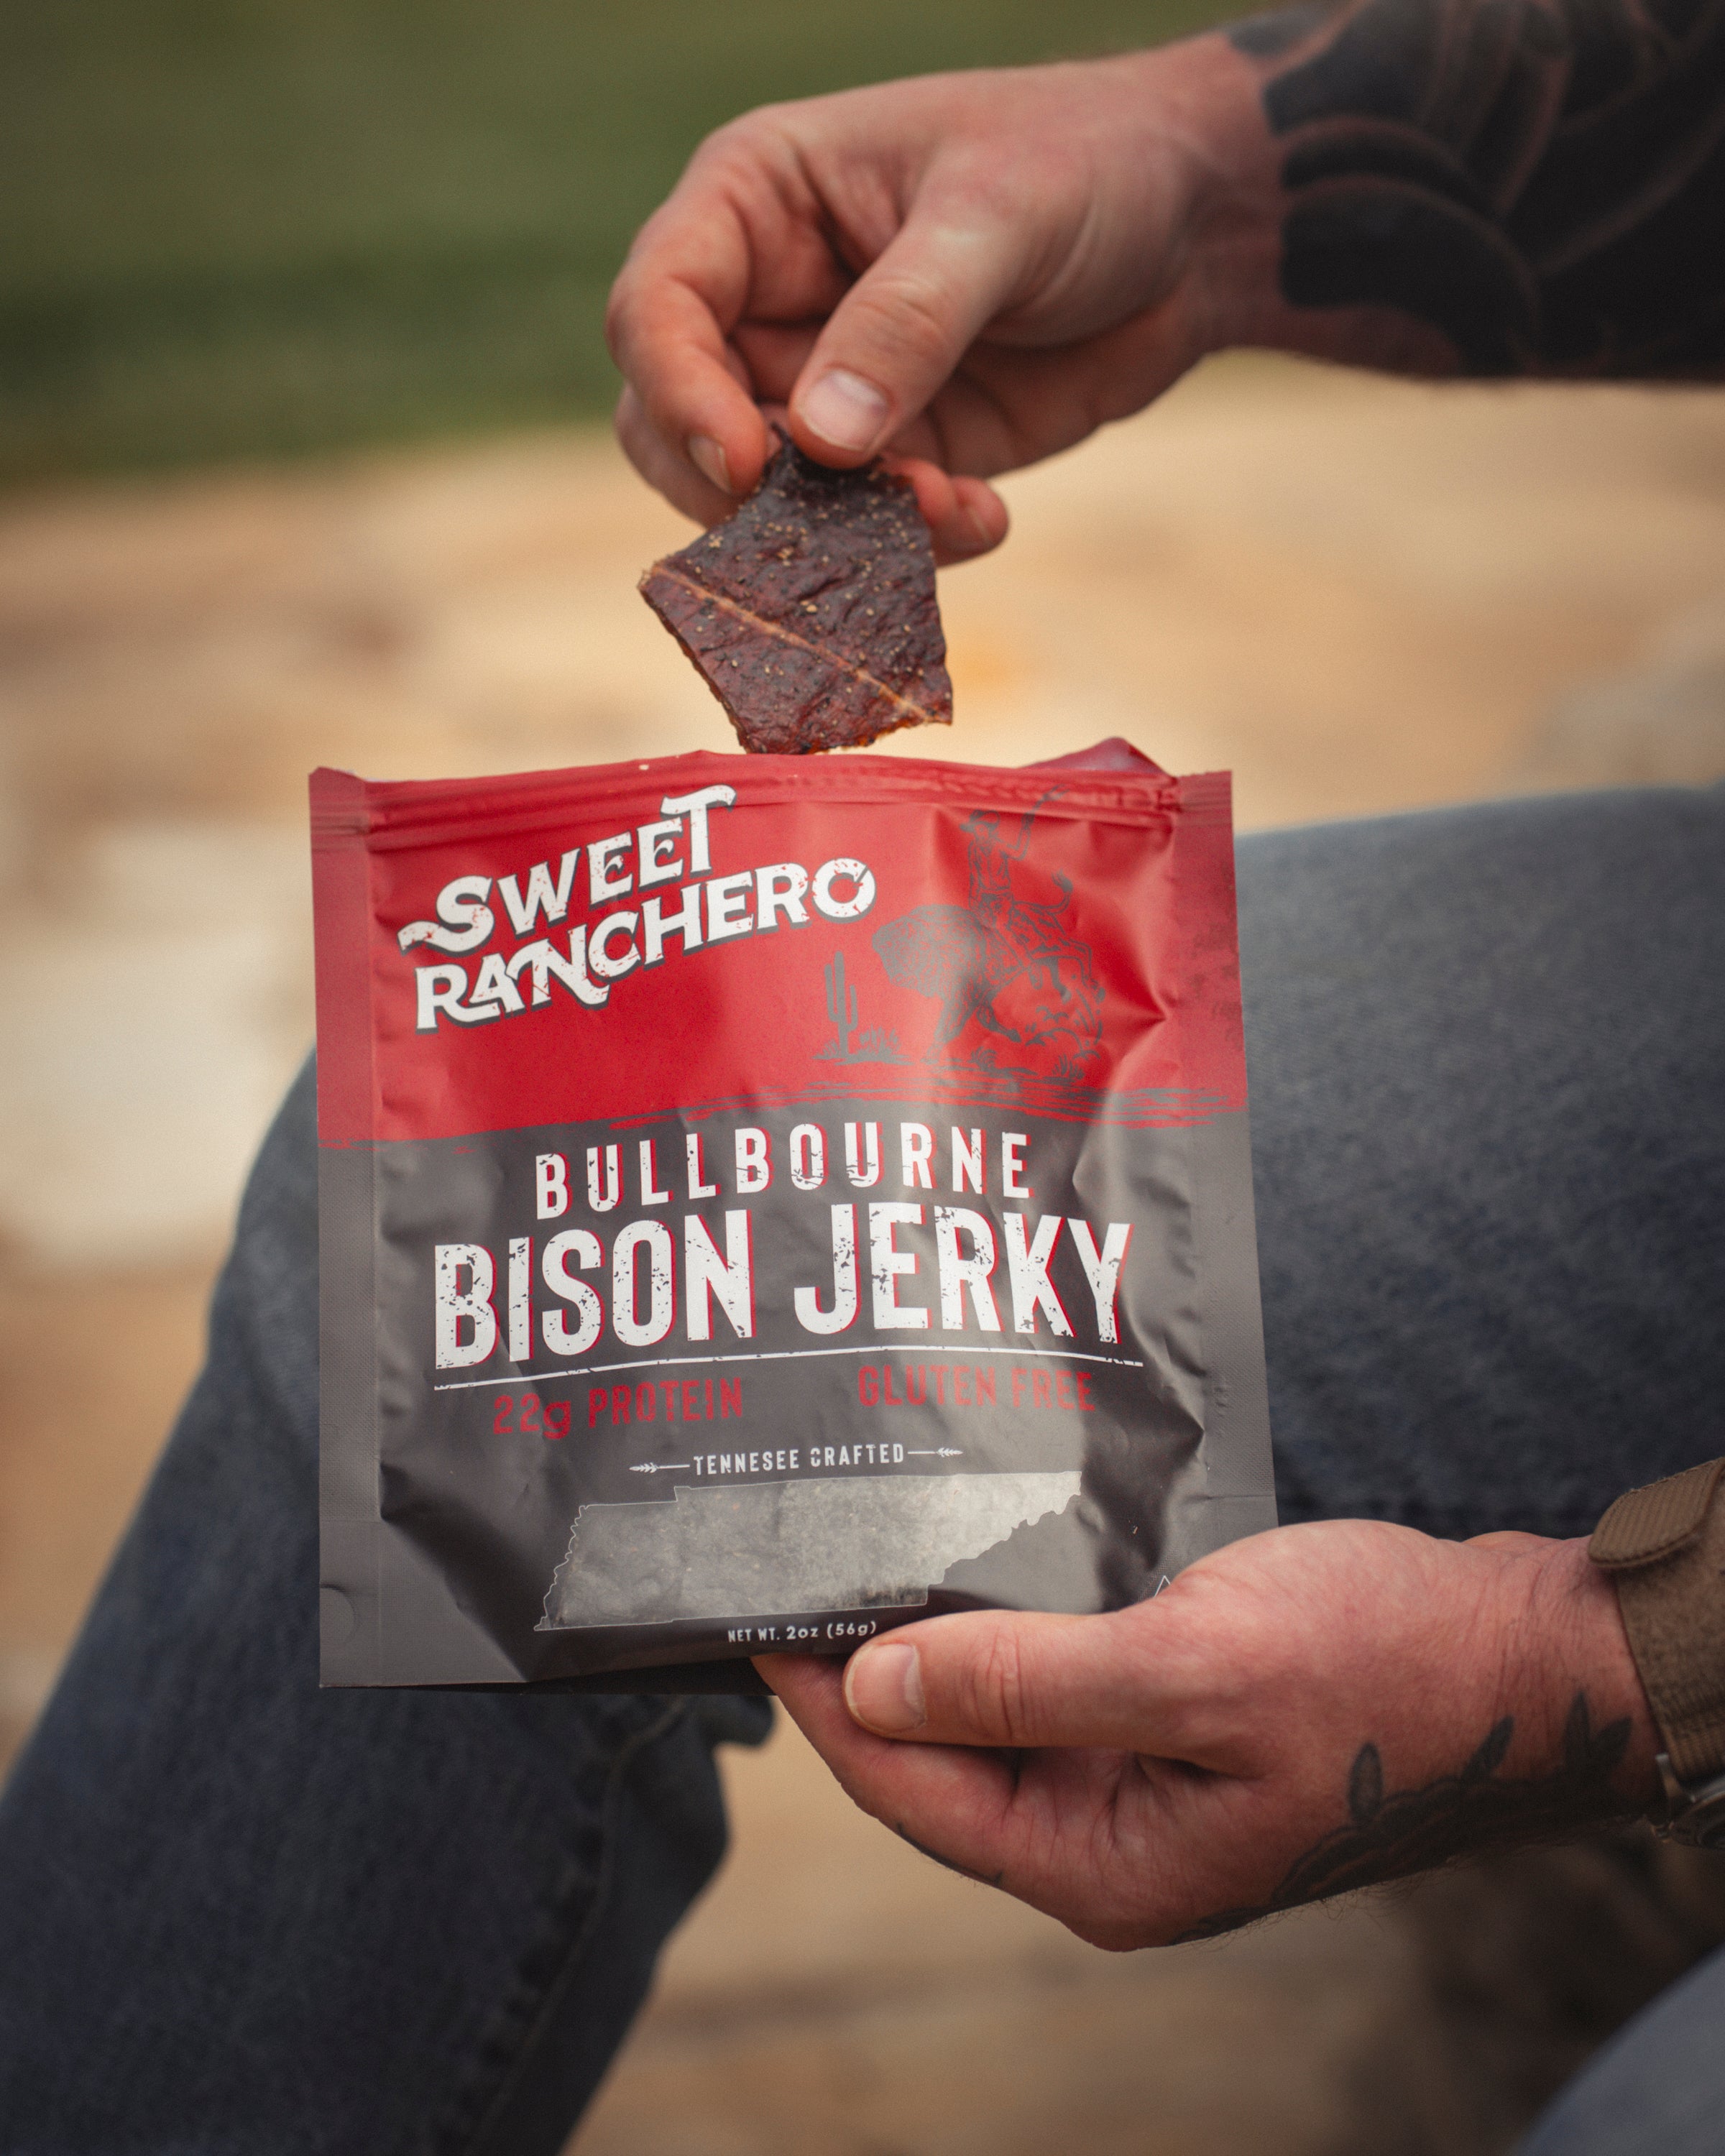 SWEET
RANCHERO
BULLBOURNE
BISON JERKY
22g PROTEIN GLUTEN FREE
TENNESEE CRAFTED
NET WT. 2oz (56g)